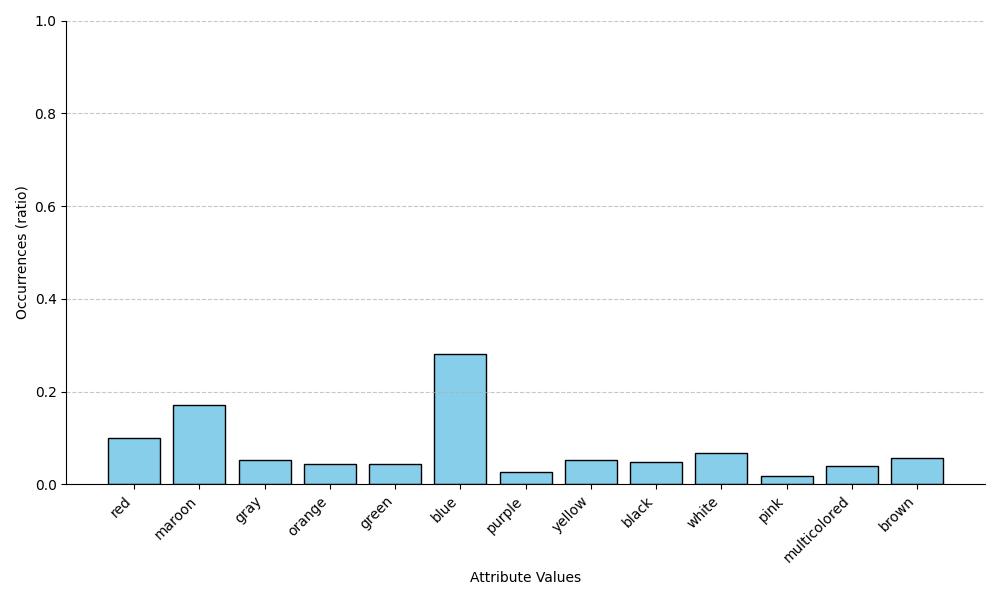 1.0
0.8
0.6
0.4
0.2
0.0
Occurrences (ratio)
red
maroon
gray
orange
green
blue
purple
yellow
black
white
pink
multicolored
brown
Attribute Values